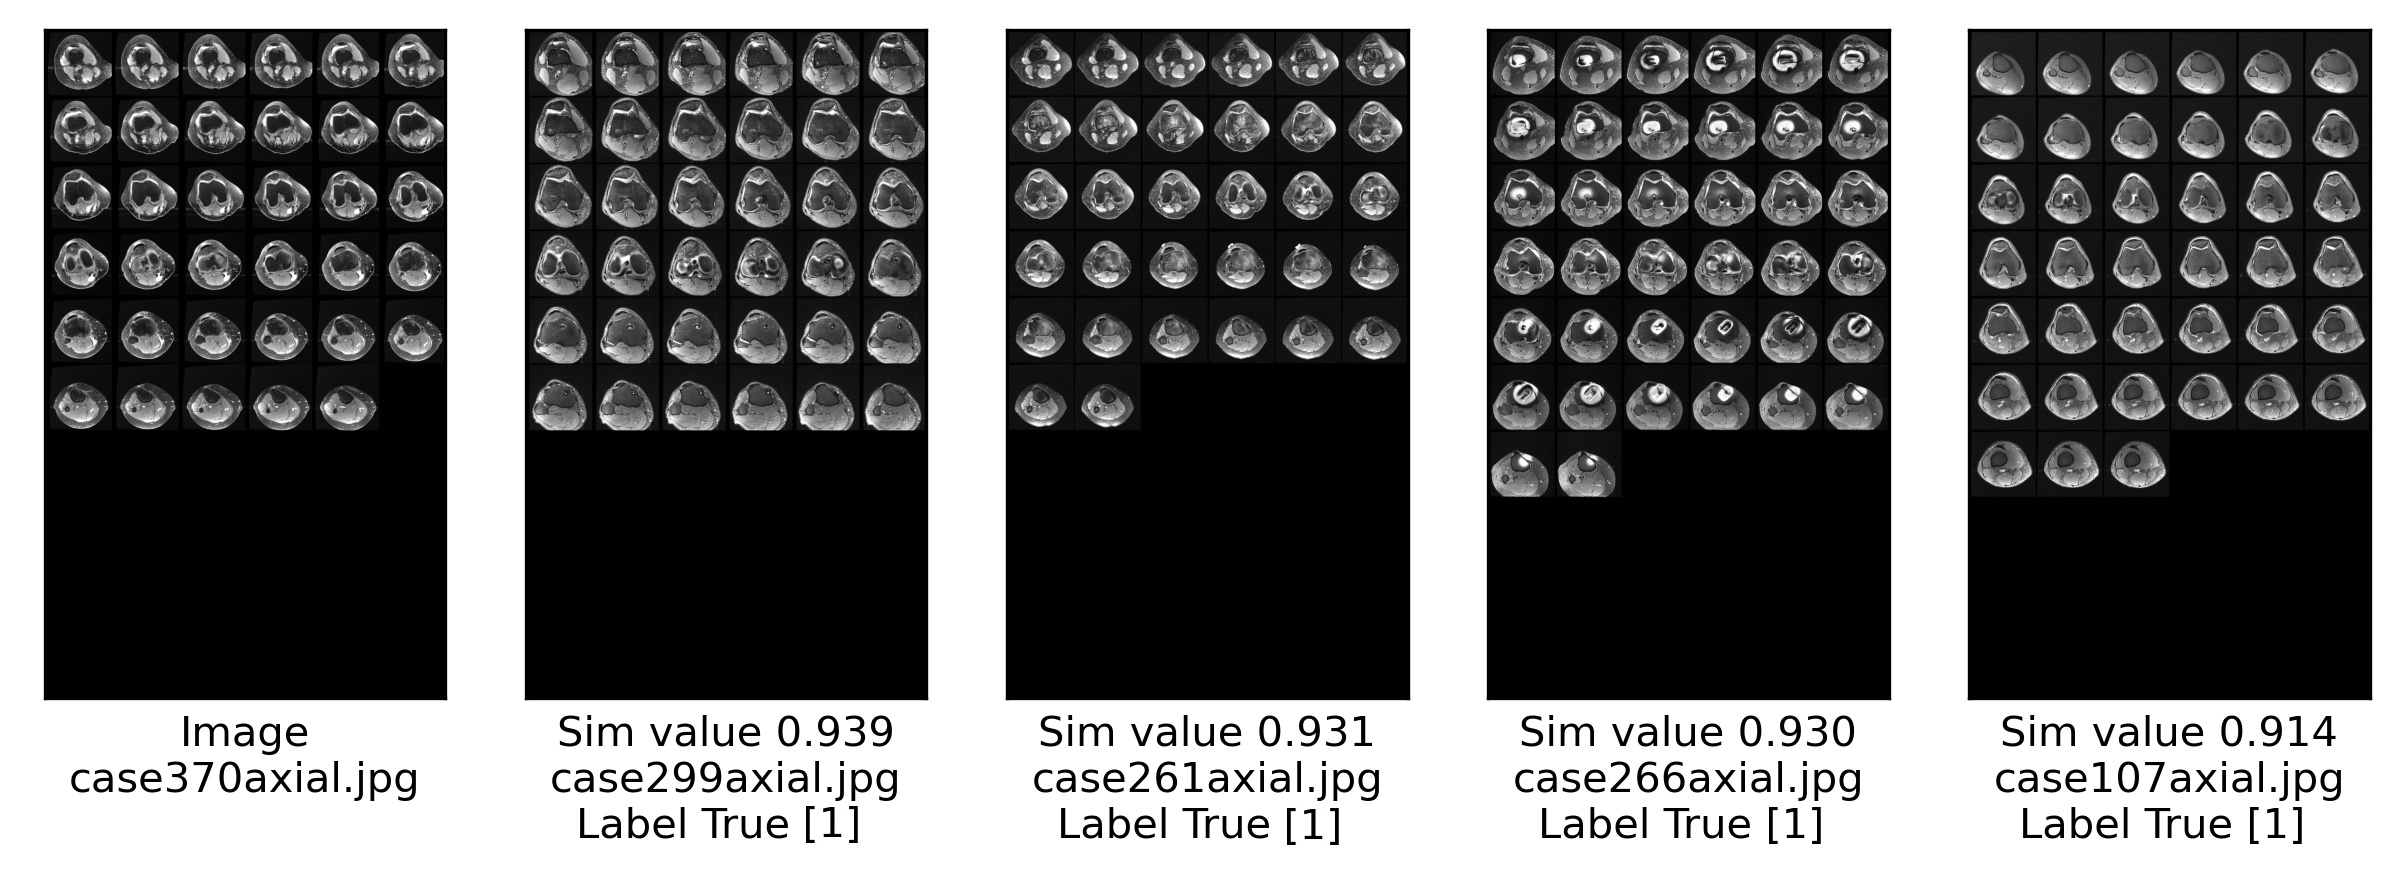 Image
case370axial.jpg
Sim value 0.939
case299axial.jpg
Label True [1]
Sim value 0.931
case261axial.jpg
Label True [1]
Sim value 0.930
case266axial.jpg
Label True [1]
Sim value 0.914
case107axial.jpg
Label True [1]